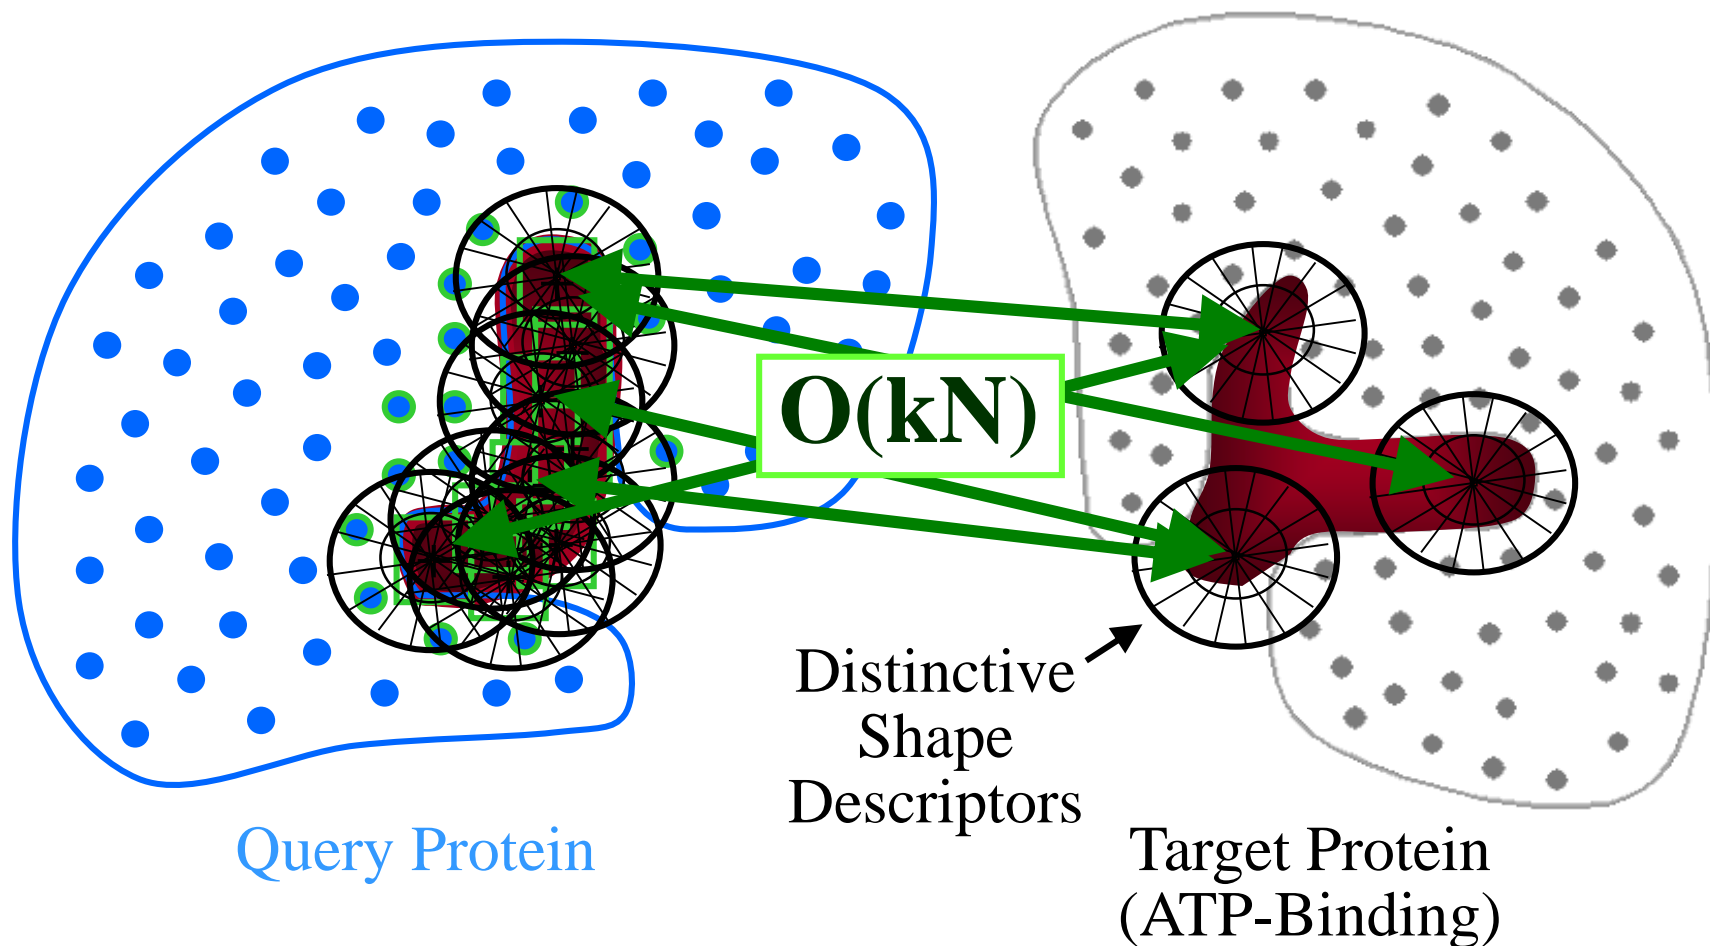 O(kN)
Distinctive
Shape
Descriptors
Query Protein
Target Protein
(ATP-Binding)